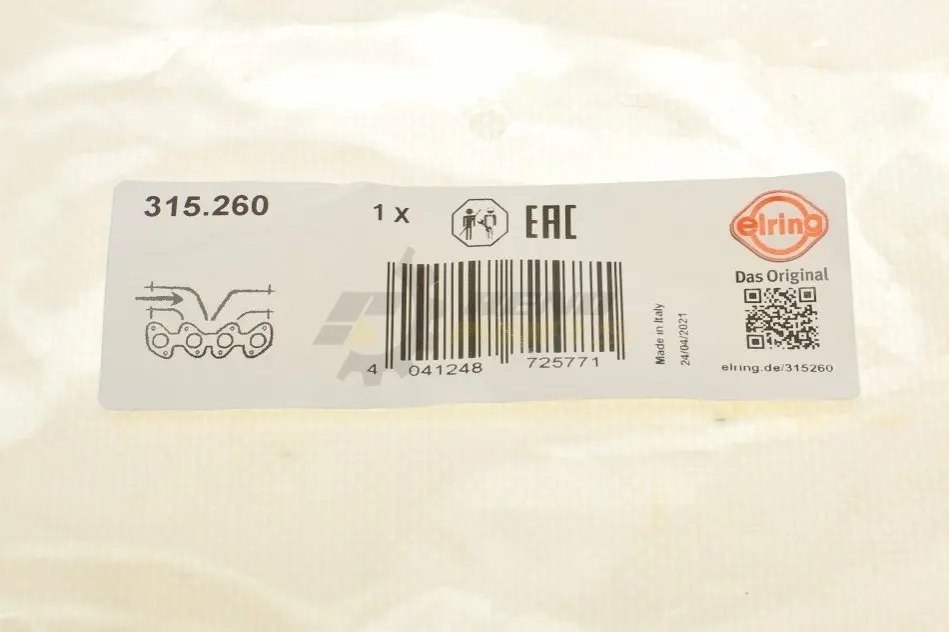 315.260
1 x
EAC
elring
Das Original
4 041248 725771
Made in Italy
24/04/2021
elring.de/315260